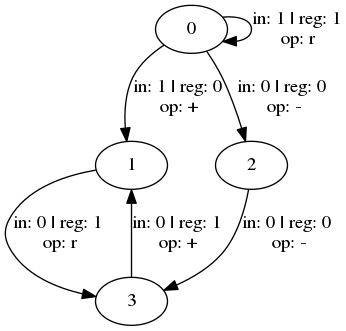 0
in: 1 | reg: 1
op: r
in: 1 | reg: 0
op: +
in: 0 | reg: 0
op: -
1
2
in: 0 | reg: 1
op: r
in: 0 | reg: 1
op: +
in: 0 | reg: 0
op: -
3